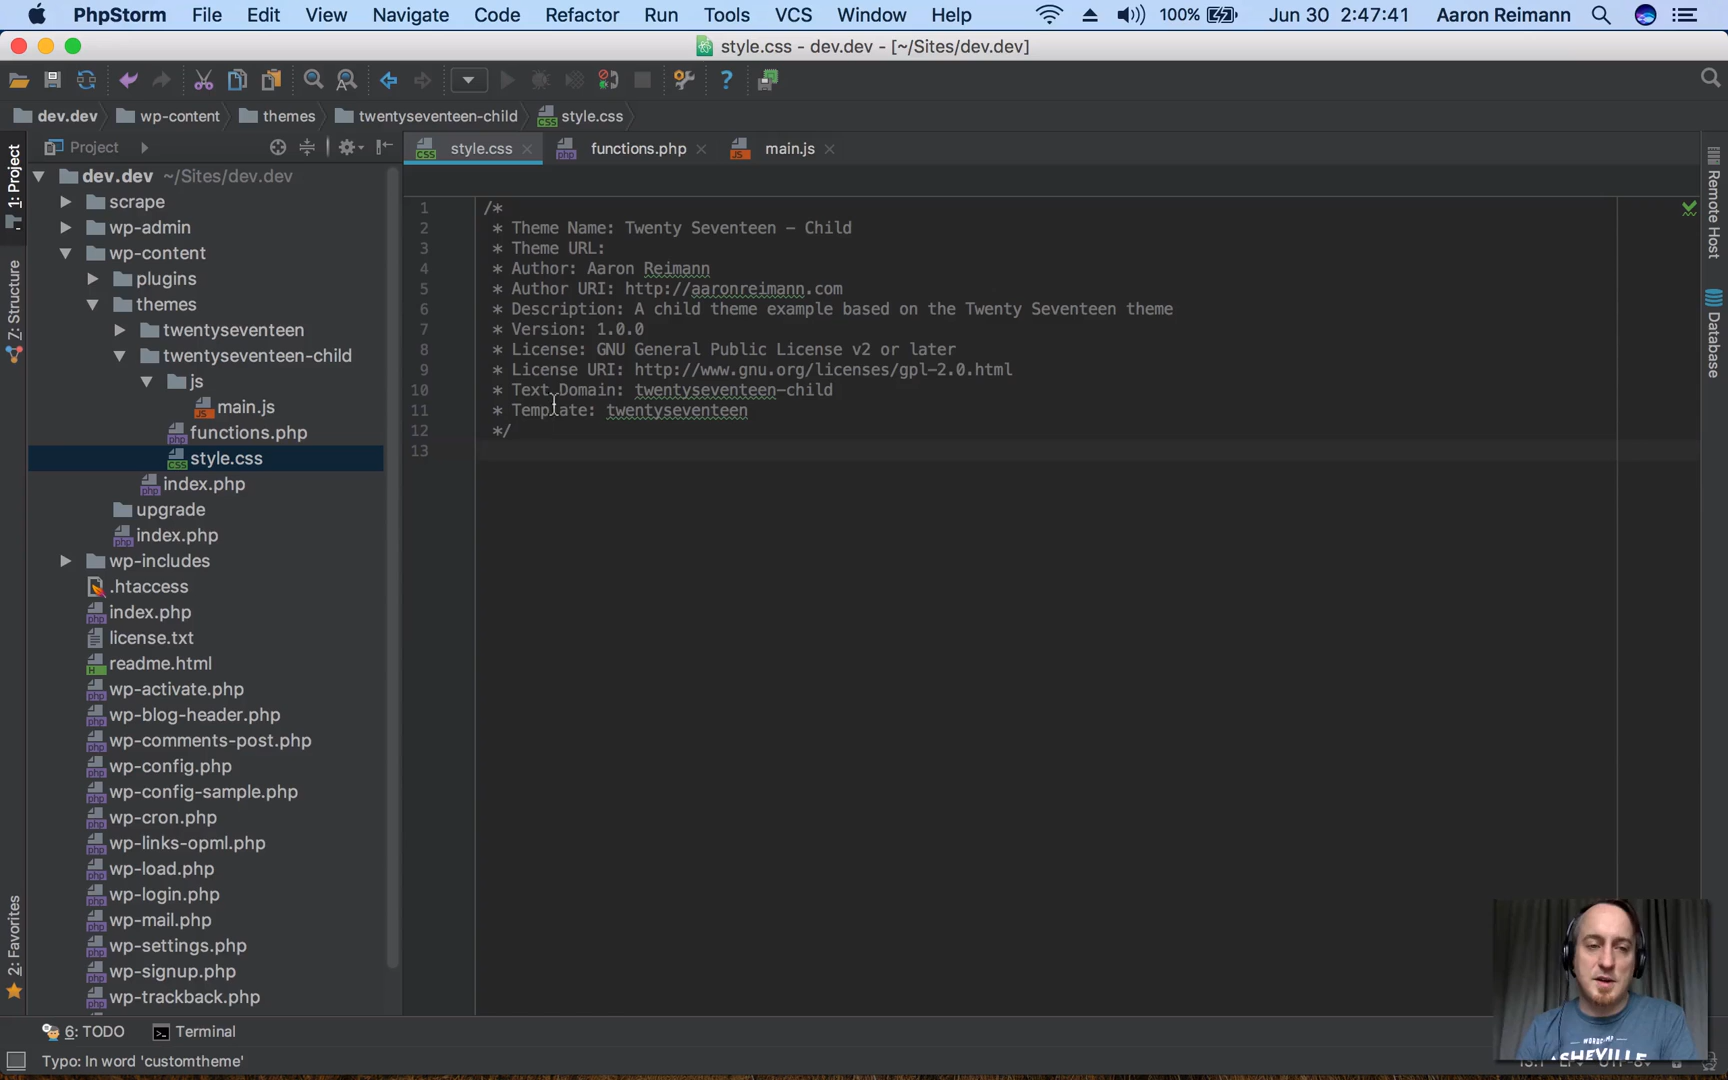 PhpStorm File Edit View Navigate Code Refactor Run Tools VCS Window Help 100% Jun 30 2:47:41 Aaron Reimann
style.css - dev.dev - [~/Sites/dev.dev]
dev.dev wp-content themes twentyseventeen-child style.css
Project style.css functions.php main.js
1: Project
7: Structure
2: Favorites
Remote Host
Database
dev.dev ~/Sites/dev.dev
scrape
wp-admin
wp-content
plugins
themes
twentyseventeen
twentyseventeen-child
js
main.js
functions.php
style.css
index.php
upgrade
index.php
wp-includes
.htaccess
index.php
license.txt
readme.html
wp-activate.php
wp-blog-header.php
wp-comments-post.php
wp-config.php
wp-config-sample.php
wp-cron.php
wp-links-opml.php
wp-load.php
wp-login.php
wp-mail.php
wp-settings.php
wp-signup.php
wp-trackback.php
1 /*
2 * Theme Name: Twenty Seventeen - Child
3 * Theme URL:
4 * Author: Aaron Reimann
5 * Author URI: http://aaronreimann.com
6 * Description: A child theme example based on the Twenty Seventeen theme
7 * Version: 1.0.0
8 * License: GNU General Public License v2 or later
9 * License URI: http://www.gnu.org/licenses/gpl-2.0.html
10 * Text Domain: twentyseventeen-child
11 * Template: twentyseventeen
12 */
13
6: TODO Terminal
Typo: In word 'customtheme'